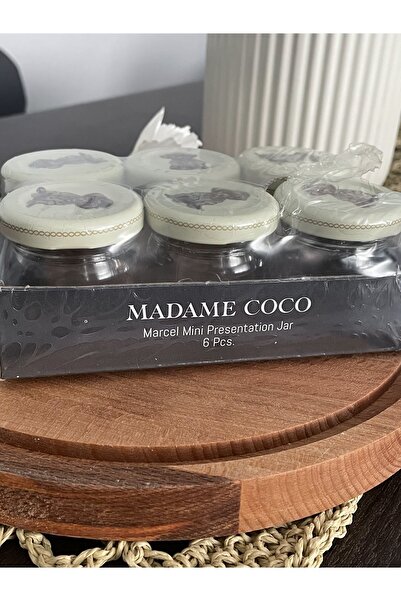 MADAME COCO
Marcel Mini Presentation Jar
6 Pcs.